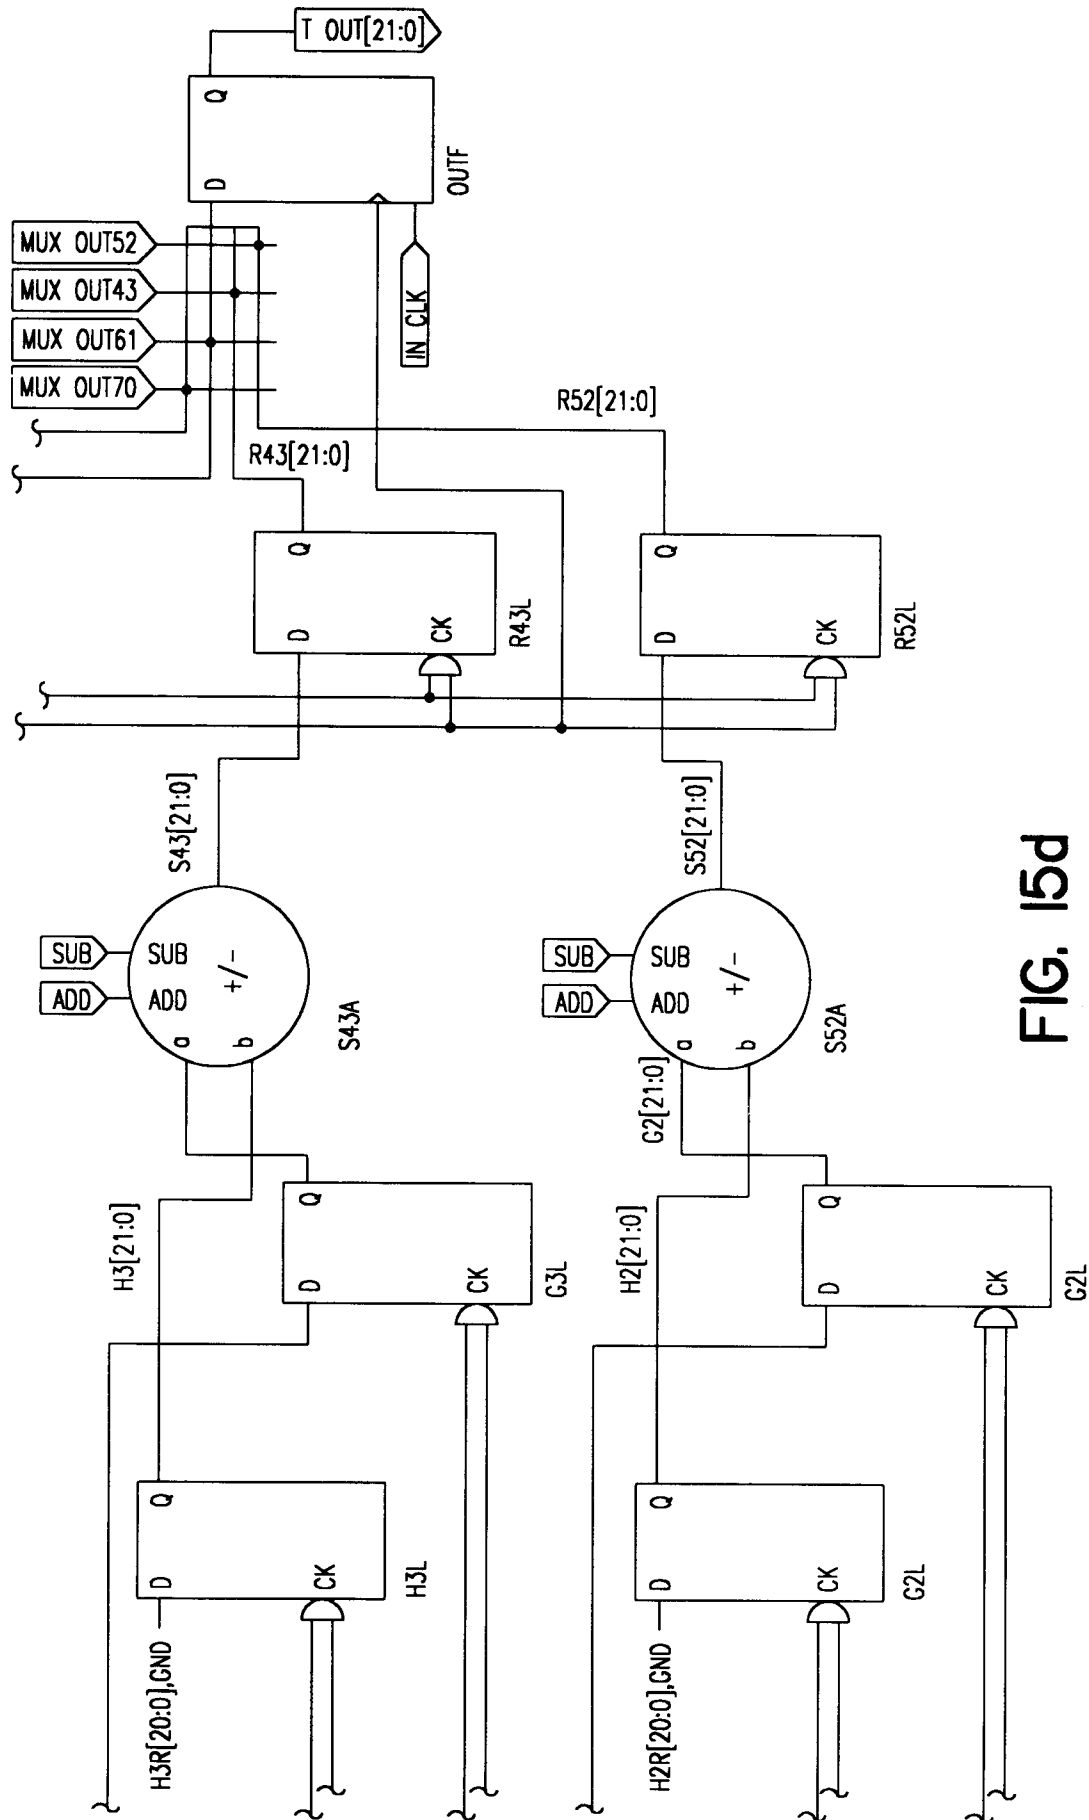 T OUT[21:0]
Q
D
OUTF
MUX OUT52
MUX OUT43
MUX OUT61
MUX OUT70
IN CLK
R52[21:0]
R43[21:0]
Q
D
CK
R43L
Q
D
CK
R52L
S43[21:0]
S52[21:0]
SUB
ADD
SUB
ADD
+/-
a
b
S43A
SUB
ADD
SUB
ADD
+/-
a
b
S52A
G2[21:0]
H3[21:0]
Q
D
CK
G3L
H2[21:0]
Q
D
CK
G2L
Q
D
CK
H3L
H3R[20:0],GND
Q
D
CK
G2L
H2R[20:0],GND
FIG. 15d